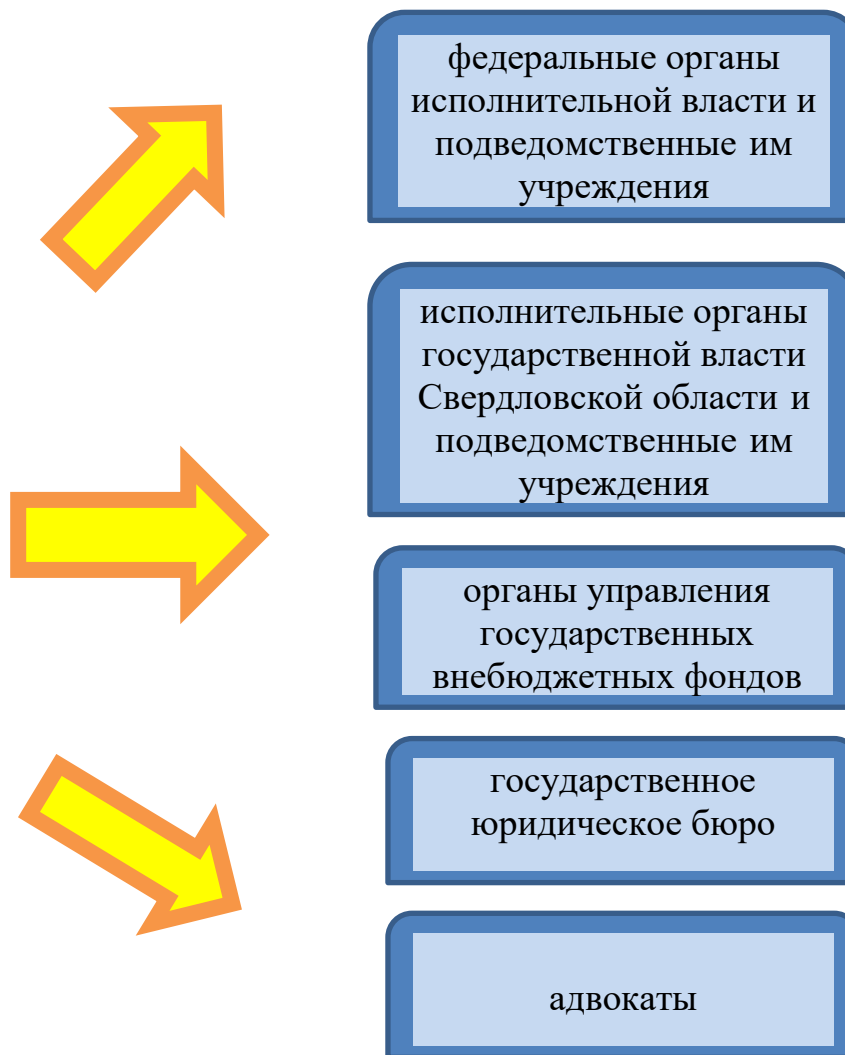 федеральные органы
исполнительной власти и
подведомственные им
учреждения
исполнительные органы
государственной власти
Свердловской области и
подведомственные им
учреждения
органы управления
государственных
внебюджетных фондов
государственное
юридическое бюро
адвокаты